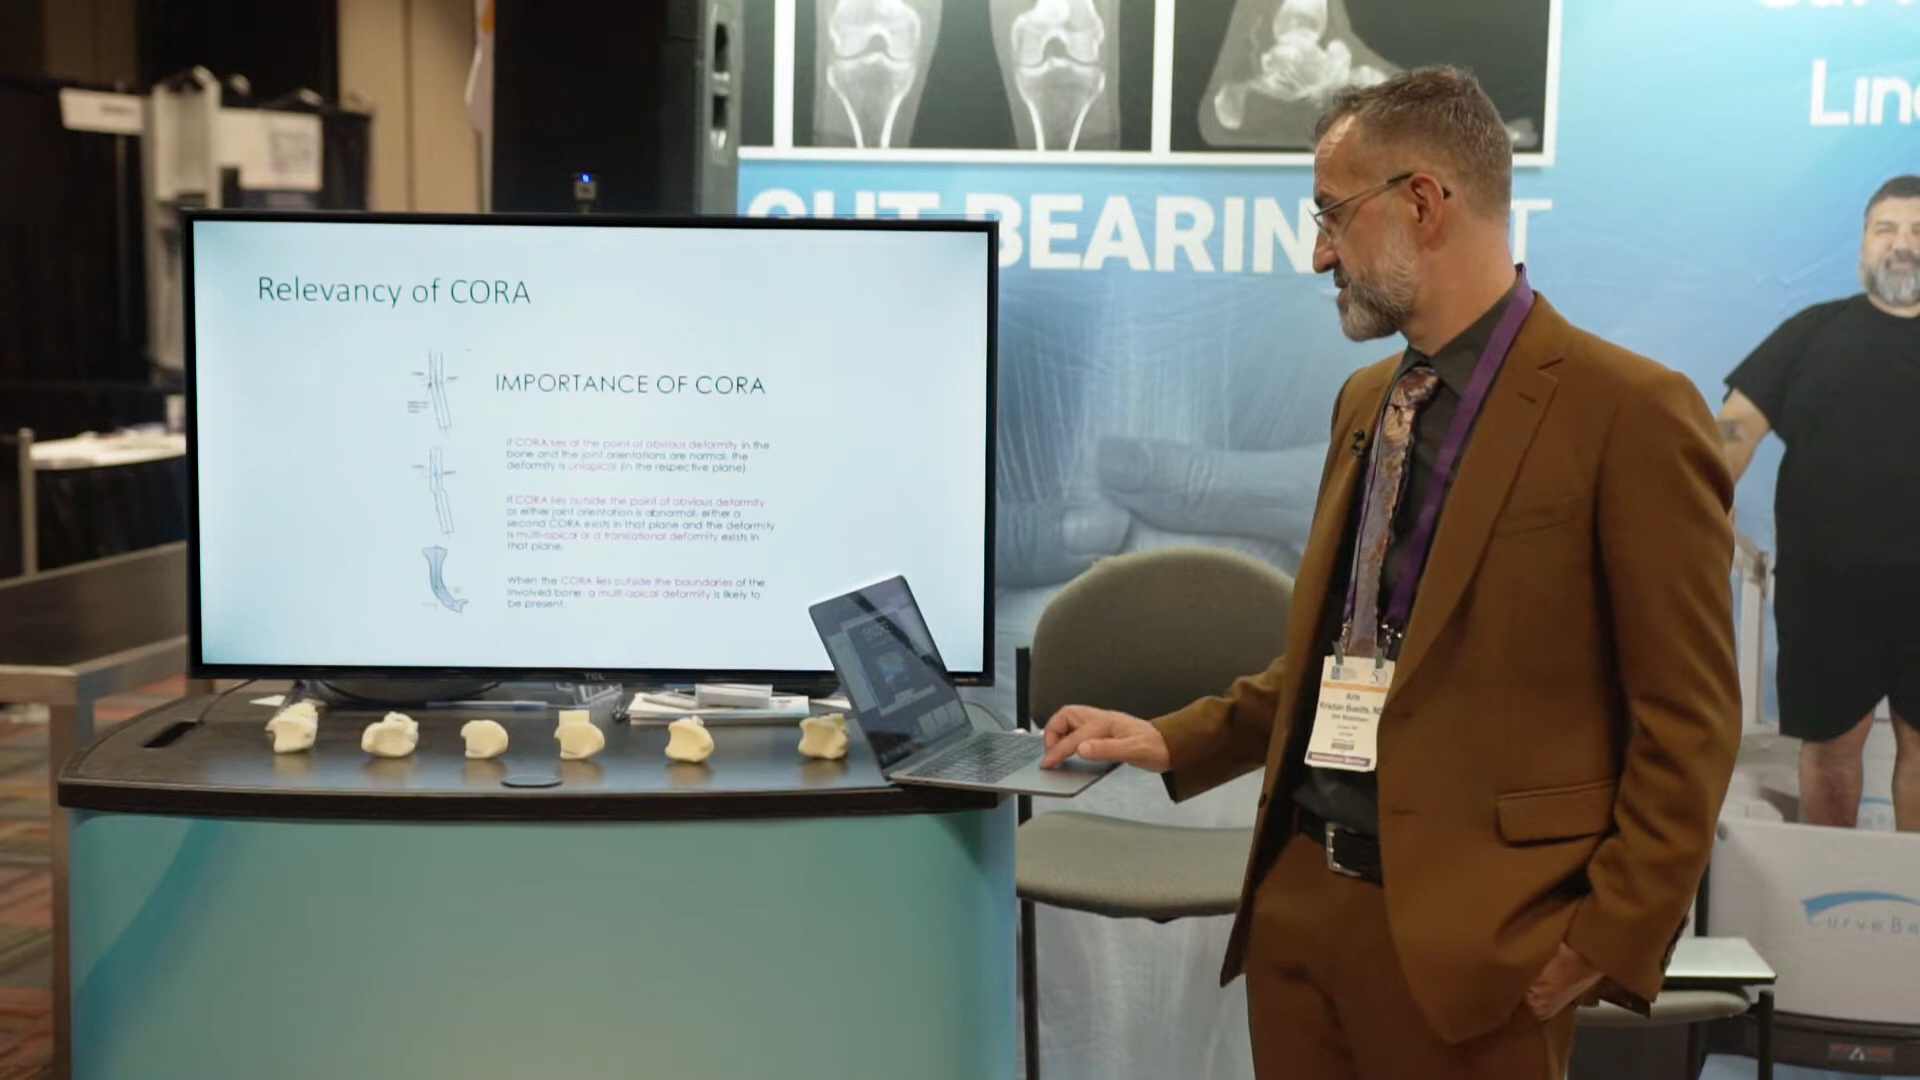 Lin
BEARIN T
Relevancy of CORA
IMPORTANCE OF CORA
If CORA lies at the point of obvious deformity in the
bone and the joint orientations are normal, the
deformity is uniapical (in the respective plane).
If CORA lies outside the point of obvious deformity
or either joint orientation is abnormal, either a
second CORA exists in that plane and the deformity
is multi-apical or a translational deformity exists in
that plane.
When the CORA lies outside the boundaries of the
involved bone, a multi-apical deformity is likely to
be present.
TCL
50
Kris
urveBe